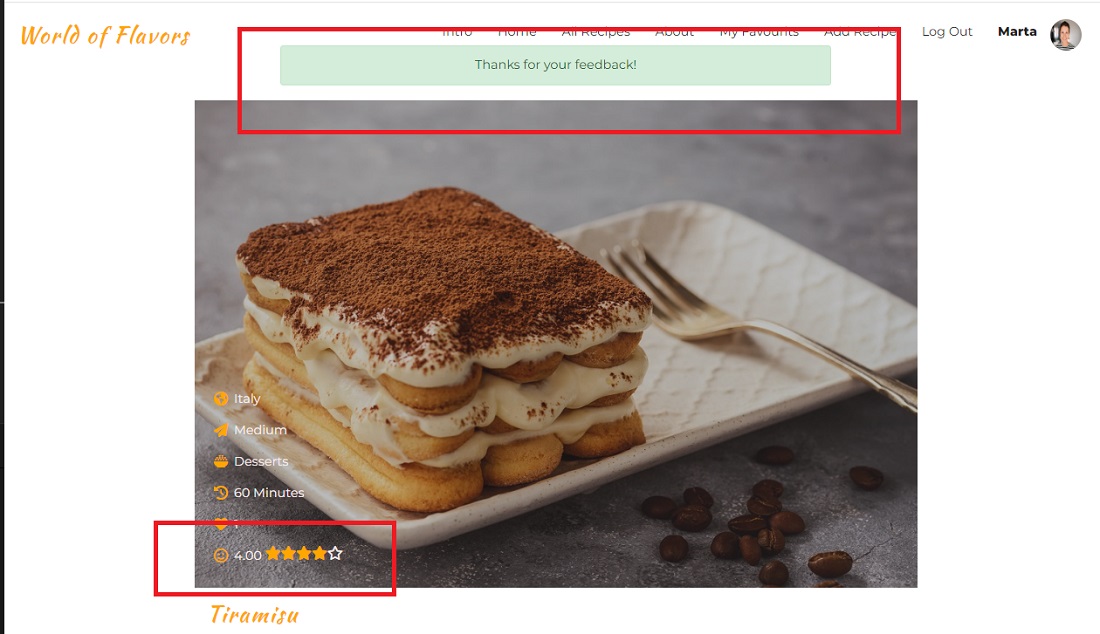 World of Flavors
Intro Home All Recipes About My Favourits Add Recipe Log Out Marta
Thanks for your feedback!
Italy
Medium
Desserts
60 Minutes
4.00
Tiramisu